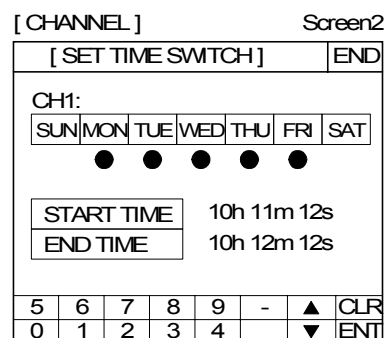 [ CHANNEL ] Screen2
[ SET TIME SWITCH ] END
CH1:
SUN MON TUE WED THU FRI SAT
● ● ● ● ●
START TIME 10h 11m 12s
END TIME 10h 12m 12s
5 6 7 8 9 - ▲ CLR
0 1 2 3 4 ▼ ENT